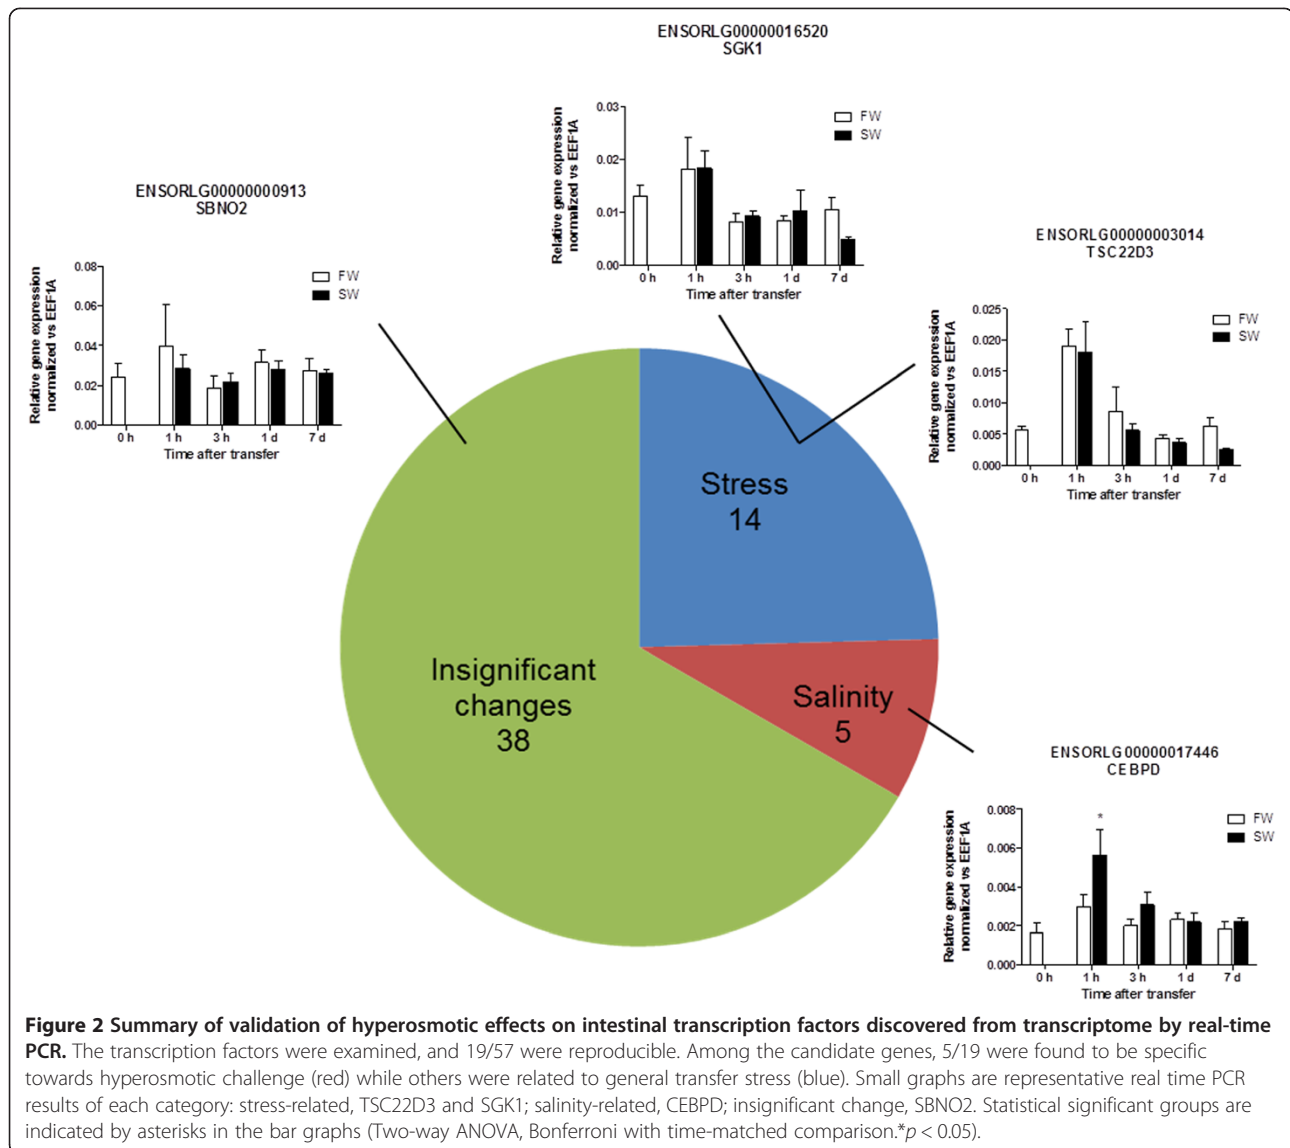 ENSORLG00000016520
SGK1
Relative gene expression
normalized vs EEF1A
0.03
0.02
0.01
0.00
FW
SW
0 h 1 h 3 h 1 d 7 d
Time after transfer
ENSORLG00000000913
SBNO2
Relative gene expression
normalized vs EEF1A
0.08
0.06
0.04
0.02
0.00
FW
SW
0 h 1 h 3 h 1 d 7 d
Time after transfer
ENSORLG00000003014
TSC22D3
Relative gene expression
normalized vs EEF1A
0.025
0.020
0.015
0.010
0.005
0.000
FW
SW
0 h 1 h 3 h 1 d 7 d
Time after transfer
Stress
14
Insignificant
changes
38
Salinity
5
ENSORLG00000017446
CEBPD
Relative gene expression
normalized vs EEF1A
0.008
0.006
0.004
0.002
0.000
*
FW
SW
0 h 1 h 3 h 1 d 7 d
Time after transfer
Figure 2 Summary of validation of hyperosmotic effects on intestinal transcription factors discovered from transcriptome by real-time
PCR. The transcription factors were examined, and 19/57 were reproducible. Among the candidate genes, 5/19 were found to be specific
towards hyperosmotic challenge (red) while others were related to general transfer stress (blue). Small graphs are representative real time PCR
results of each category: stress-related, TSC22D3 and SGK1; salinity-related, CEBPD; insignificant change, SBNO2. Statistical significant groups are
indicated by asterisks in the bar graphs (Two-way ANOVA, Bonferroni with time-matched comparison.*p < 0.05).